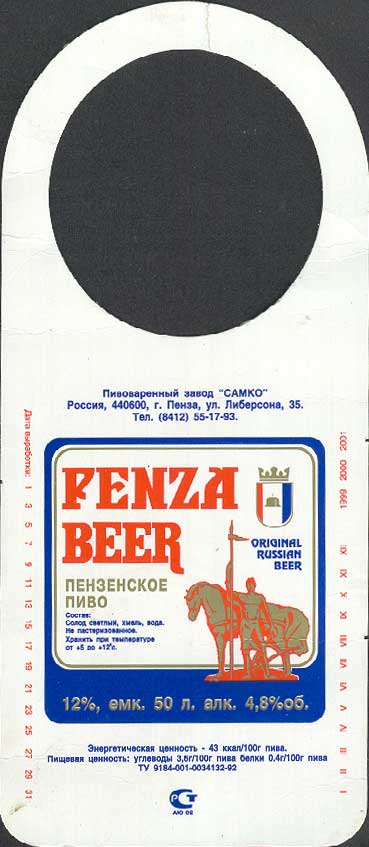 Пивоваренный завод "САМКО"
Россия, 440600, г. Пенза, ул. Либерсона, 35.
Тел. (8412) 55-17-93.
PENZA
BEER
ORIGINAL
RUSSIAN
BEER
ПЕНЗЕНСКОЕ
ПИВО
Состав:
Солод светлый, хмель, вода.
Не пастеризованное.
Хранить при температуре
от +5 до +12°с.
12%, емк. 50 л. алк. 4,8%об.
Энергетическая ценность - 43 ккал/100г пива.
Пищевая ценность: углеводы 3,5г/100г пива белки 0,4г/100г пива
ТУ 9184-001-0034132-92
РСТ
АЮ 02
Дата выработки: 1 3 5 7 9 11 13 15 17 19 21 23 25 27 29 31
I II III IV V VI VII VIII IX X XI XII 1999 2000 2001